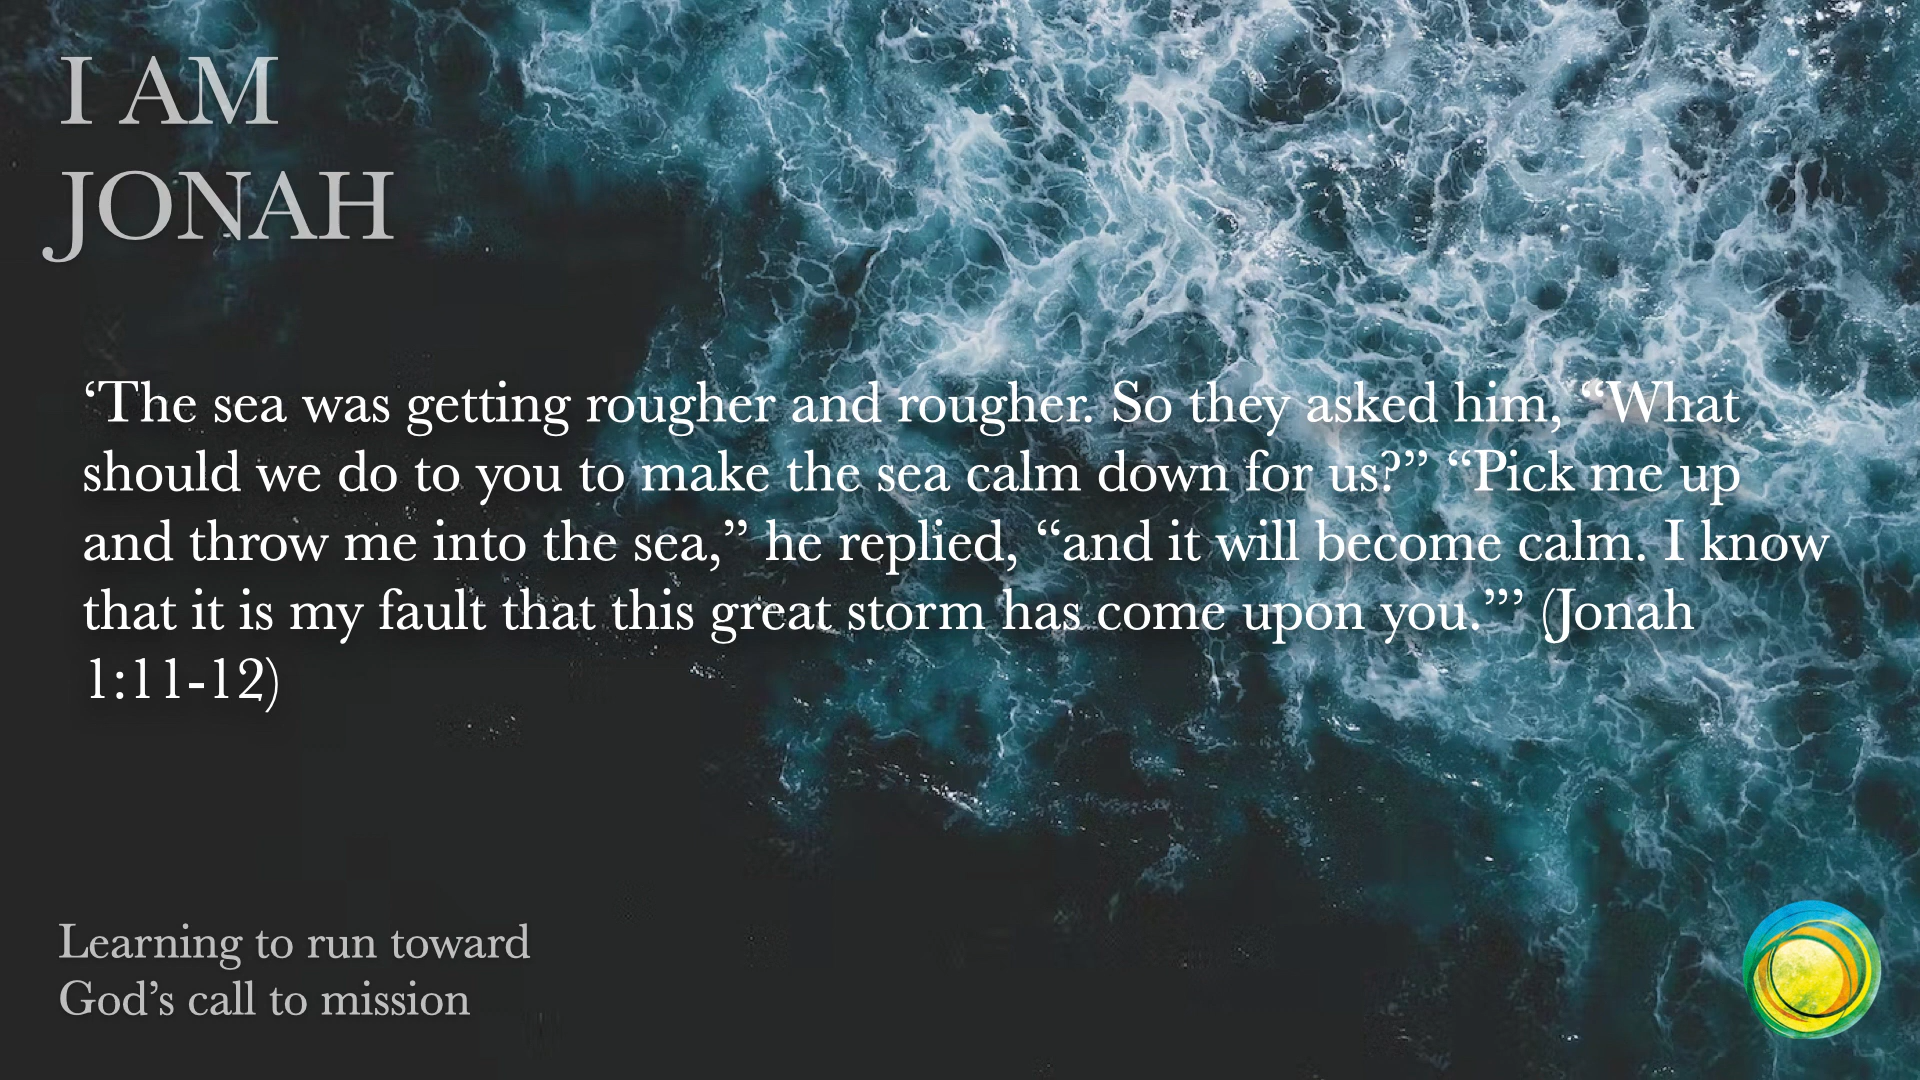 I AM
JONAH
‘The sea was getting rougher and rougher. So they asked him, “What
should we do to you to make the sea calm down for us?” “Pick me up
and throw me into the sea,” he replied, “and it will become calm. I know
that it is my fault that this great storm has come upon you.”’ (Jonah
1:11-12)
Learning to run toward
God’s call to mission